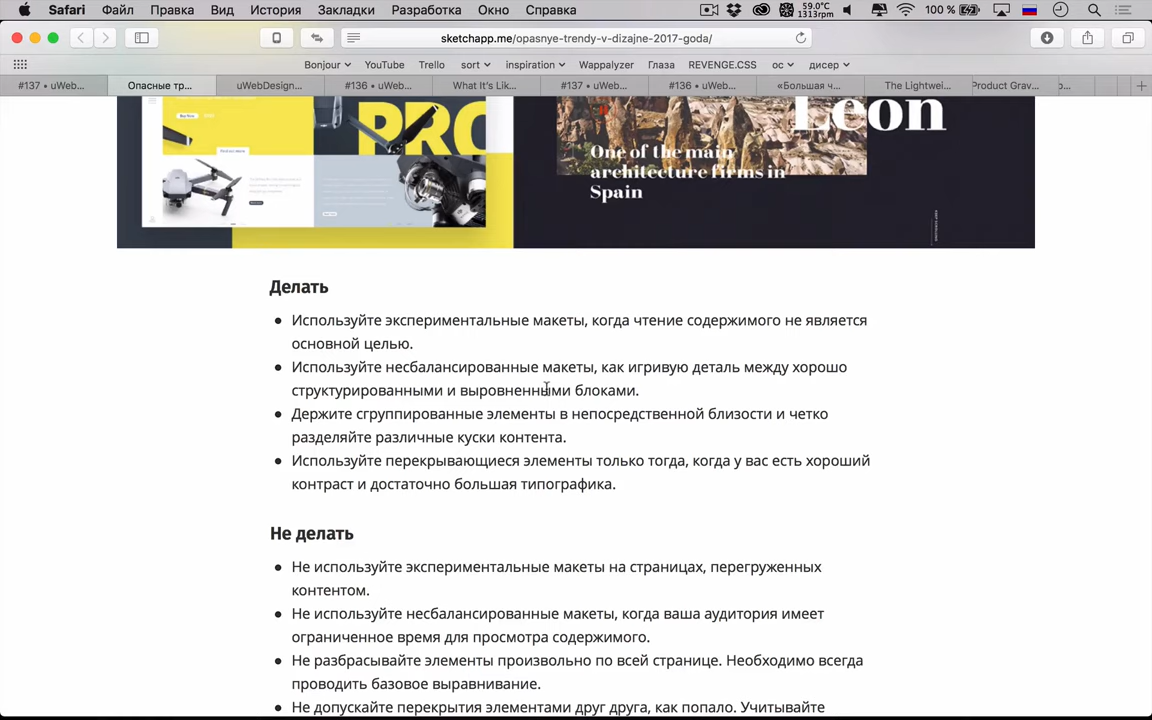 Safari Файл Правка Вид История Закладки Разработка Окно Справка 59.0°C 1313rpm 100 %
sketchapp.me/opasnye-trendy-v-dizajne-2017-goda/
Bonjour YouTube Trello sort inspiration Wappalyzer Глаза REVENGE.CSS ос дисер
#137 • uWeb... Опасные тр... uWebDesign... #136 • uWeb... What It's Lik... #137 • uWeb... #136 • uWeb... «Большая ч... The Lightwei... Product Grav...
PRO
Leon
One of the main
architecture firms in
Spain
Делать
Используйте экспериментальные макеты, когда чтение содержимого не является
основной целью.
Используйте несбалансированные макеты, как игривую деталь между хорошо
структурированными и выровненными блоками.
Держите сгруппированные элементы в непосредственной близости и четко
разделяйте различные куски контента.
Используйте перекрывающиеся элементы только тогда, когда у вас есть хороший
контраст и достаточно большая типографика.
Не делать
Не используйте экспериментальные макеты на страницах, перегруженных
контентом.
Не используйте несбалансированные макеты, когда ваша аудитория имеет
ограниченное время для просмотра содержимого.
Не разбрасывайте элементы произвольно по всей странице. Необходимо всегда
проводить базовое выравнивание.
Не допускайте перекрытия элементами друг друга, как попало. Учитывайте